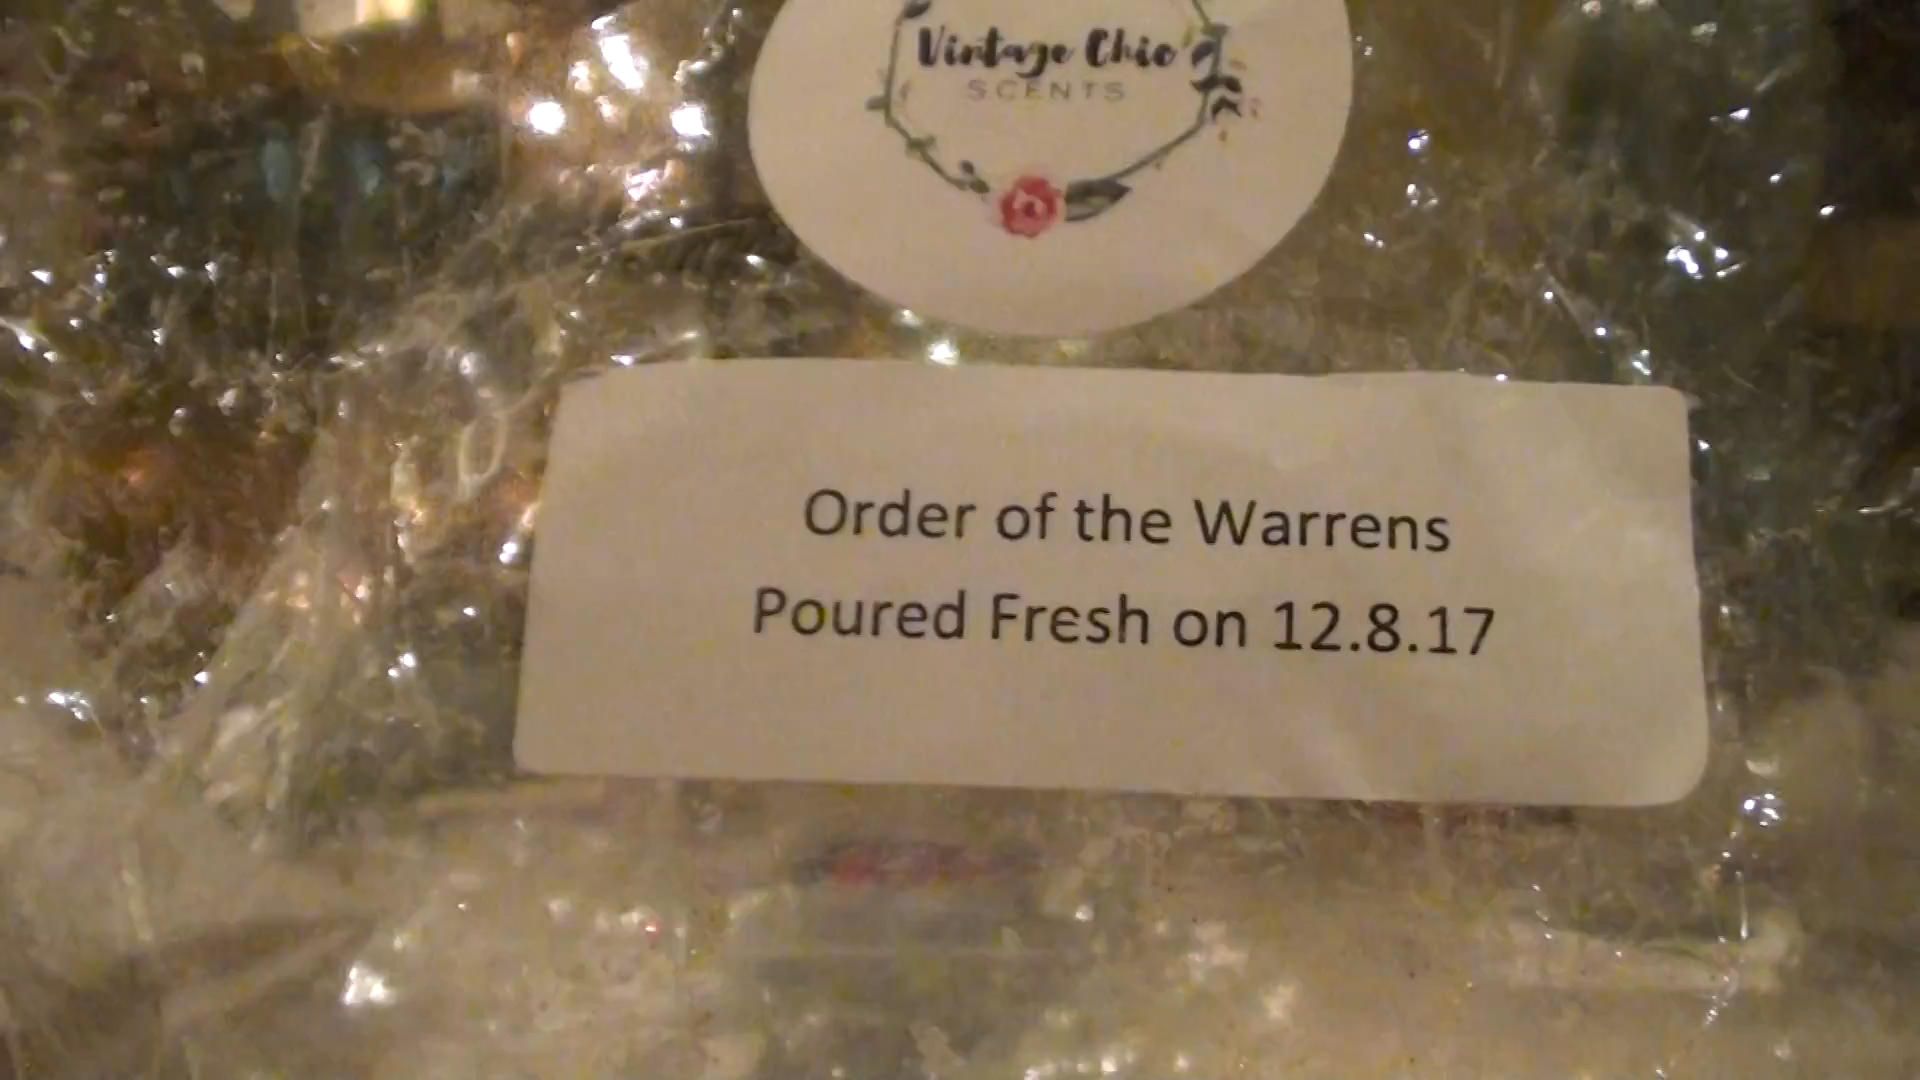 Vintage Chic
SCENTS
Order of the Warrens
Poured Fresh on 12.8.17